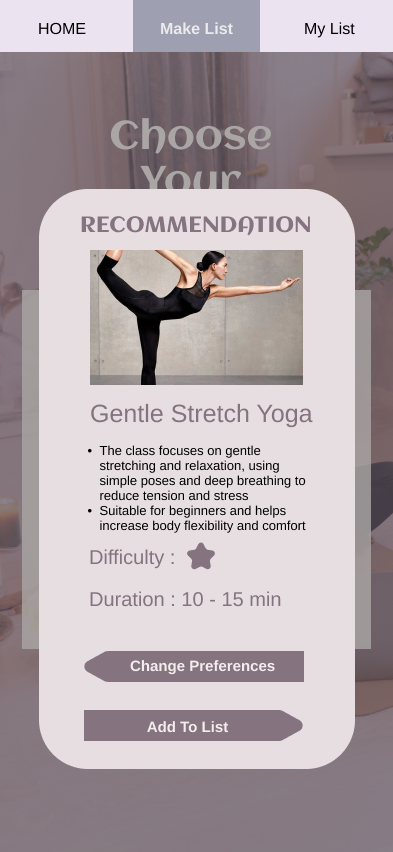 HOME Make List My List
Choose
Your
RECOMMENDATION
Gentle Stretch Yoga
• The class focuses on gentle
stretching and relaxation, using
simple poses and deep breathing to
reduce tension and stress
• Suitable for beginners and helps
increase body flexibility and comfort
Difficulty :
Duration : 10 - 15 min
Change Preferences
Add To List